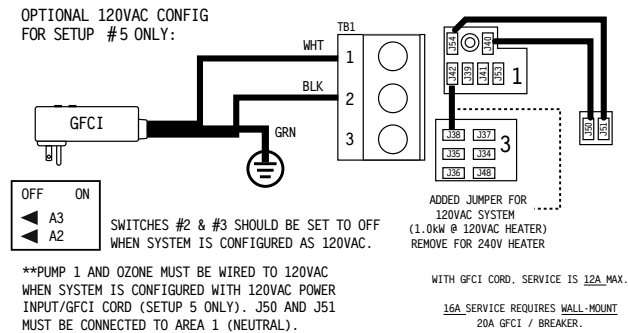 OPTIONAL 120VAC CONFIG
FOR SETUP #5 ONLY:
TB1
WHT
1
BLK
2
GRN
3
GFCI
J54
J40
J42
J39
J41
J53
1
J50
J51
J38
J37
J35
J34
J36
J48
3
OFF ON
A3
A2
SWITCHES #2 & #3 SHOULD BE SET TO OFF
WHEN SYSTEM IS CONFIGURED AS 120VAC.
ADDED JUMPER FOR
120VAC SYSTEM
(1.0kW @ 120VAC HEATER)
REMOVE FOR 240V HEATER
**PUMP 1 AND OZONE MUST BE WIRED TO 120VAC
WHEN SYSTEM IS CONFIGURED WITH 120VAC POWER
INPUT/GFCI CORD (SETUP 5 ONLY). J50 AND J51
MUST BE CONNECTED TO AREA 1 (NEUTRAL).
WITH GFCI CORD, SERVICE IS 12A MAX.
16A SERVICE REQUIRES WALL-MOUNT
20A GFCI / BREAKER.